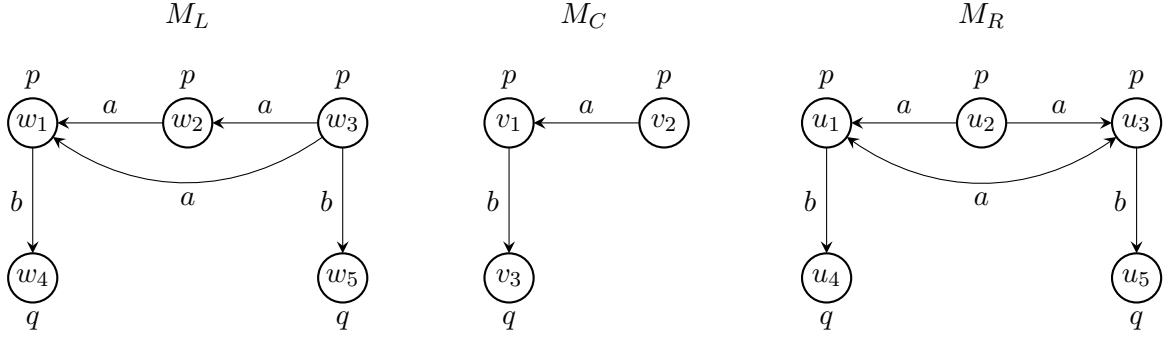 M_L M_C M_R
p p p p p p p p
w_1 a w_2 a w_3 v_1 a v_2 u_1 a u_2 a u_3
a a
b b b b b
w_4 w_5 v_3 u_4 u_5
q q q q q